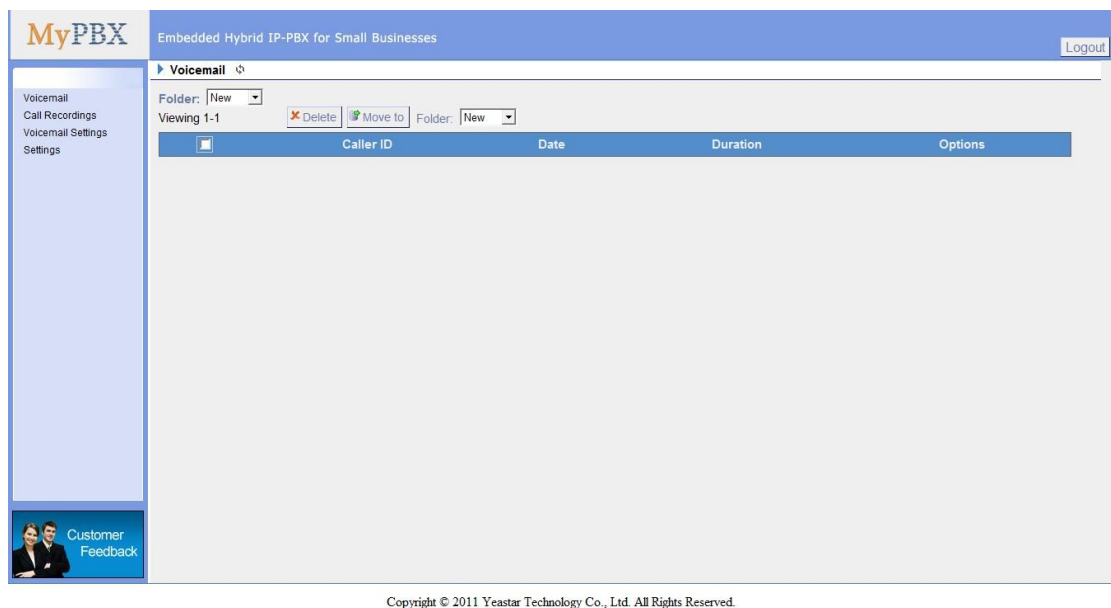 MyPBX
Embedded Hybrid IP-PBX for Small Businesses
Logout
Voicemail
Call Recordings
Voicemail Settings
Settings
Voicemail
Folder: New
Viewing 1-1 Delete Move to Folder: New
Caller ID Date Duration Options
Customer
Feedback
Copyright © 2011 Yeastar Technology Co., Ltd. All Rights Reserved.